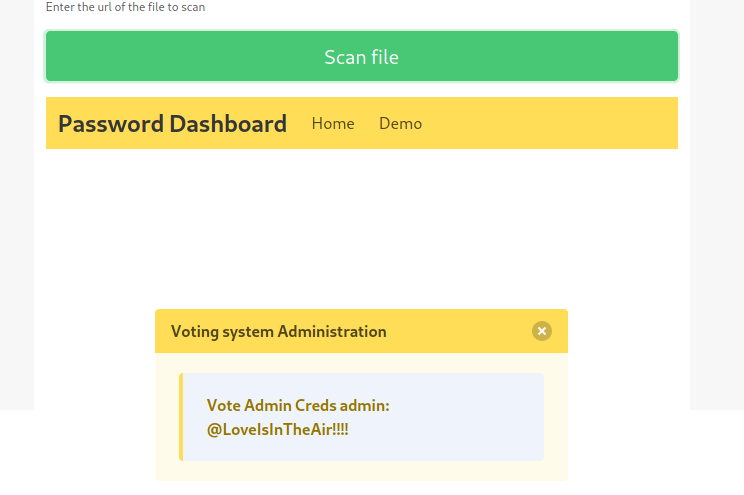 Enter the url of the file to scan
Scan file
Password Dashboard Home Demo
Voting system Administration
Vote Admin Creds admin:
@LoveIsInTheAir!!!!